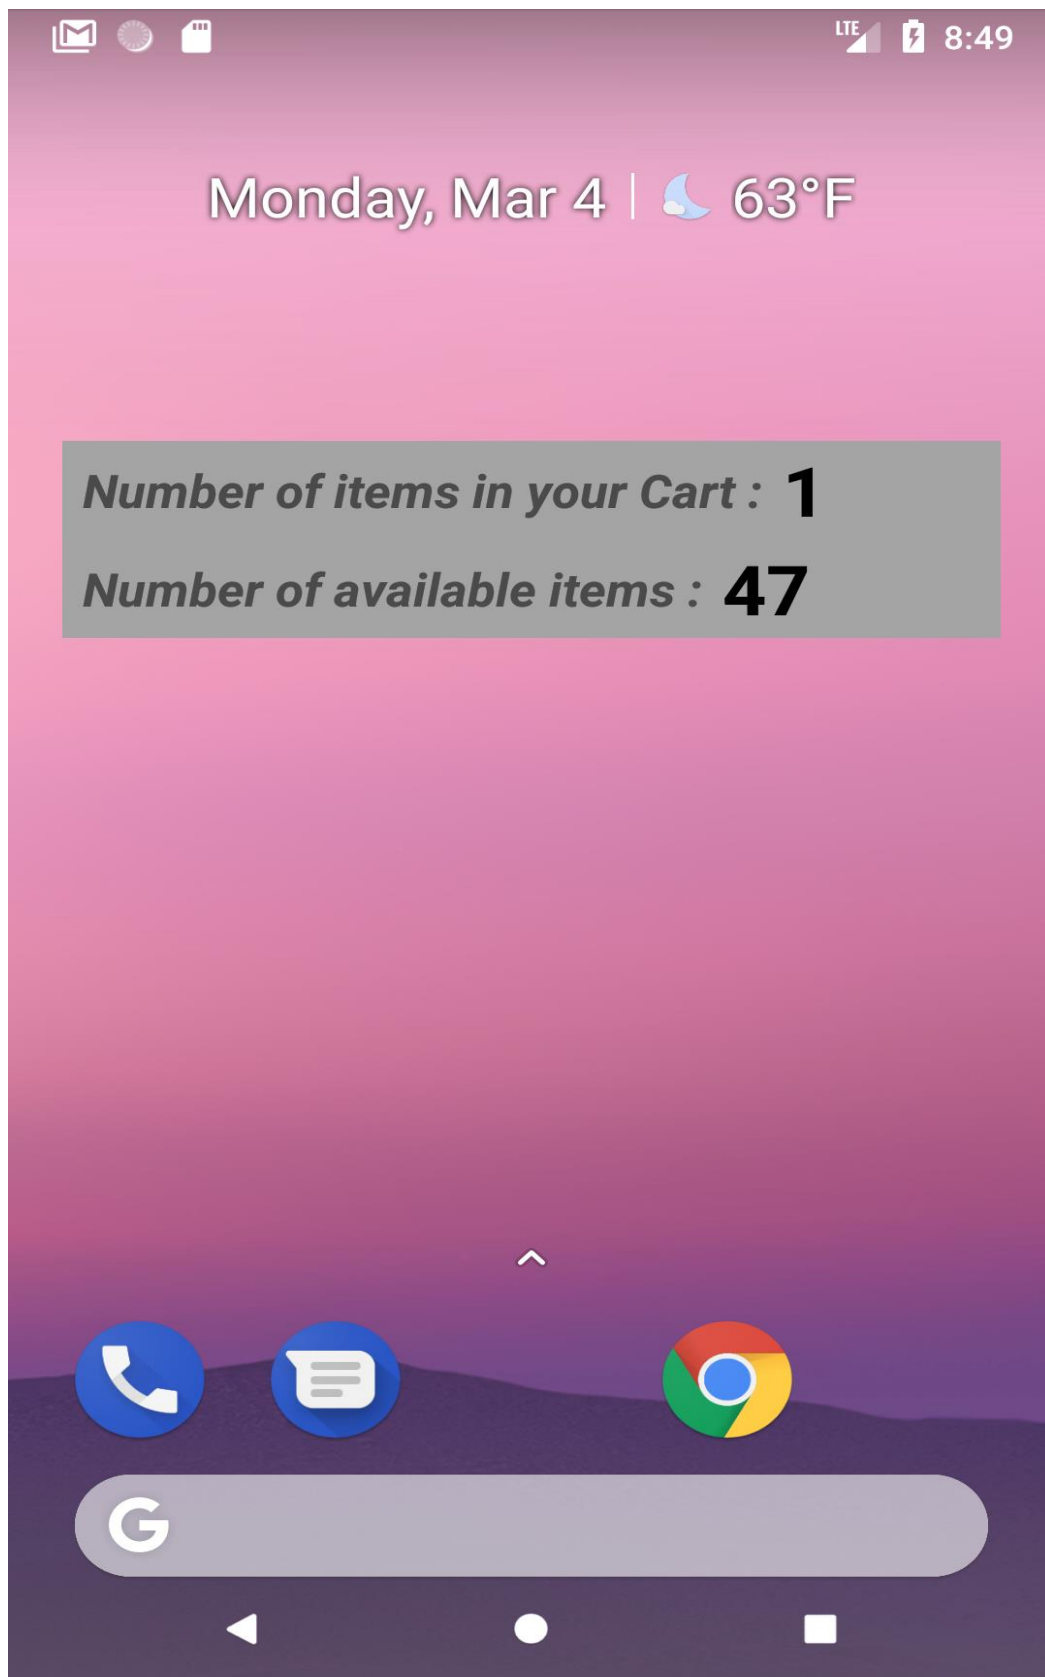 LTE 8:49
Monday, Mar 4 | 63°F
Number of items in your Cart : 1
Number of available items : 47
G